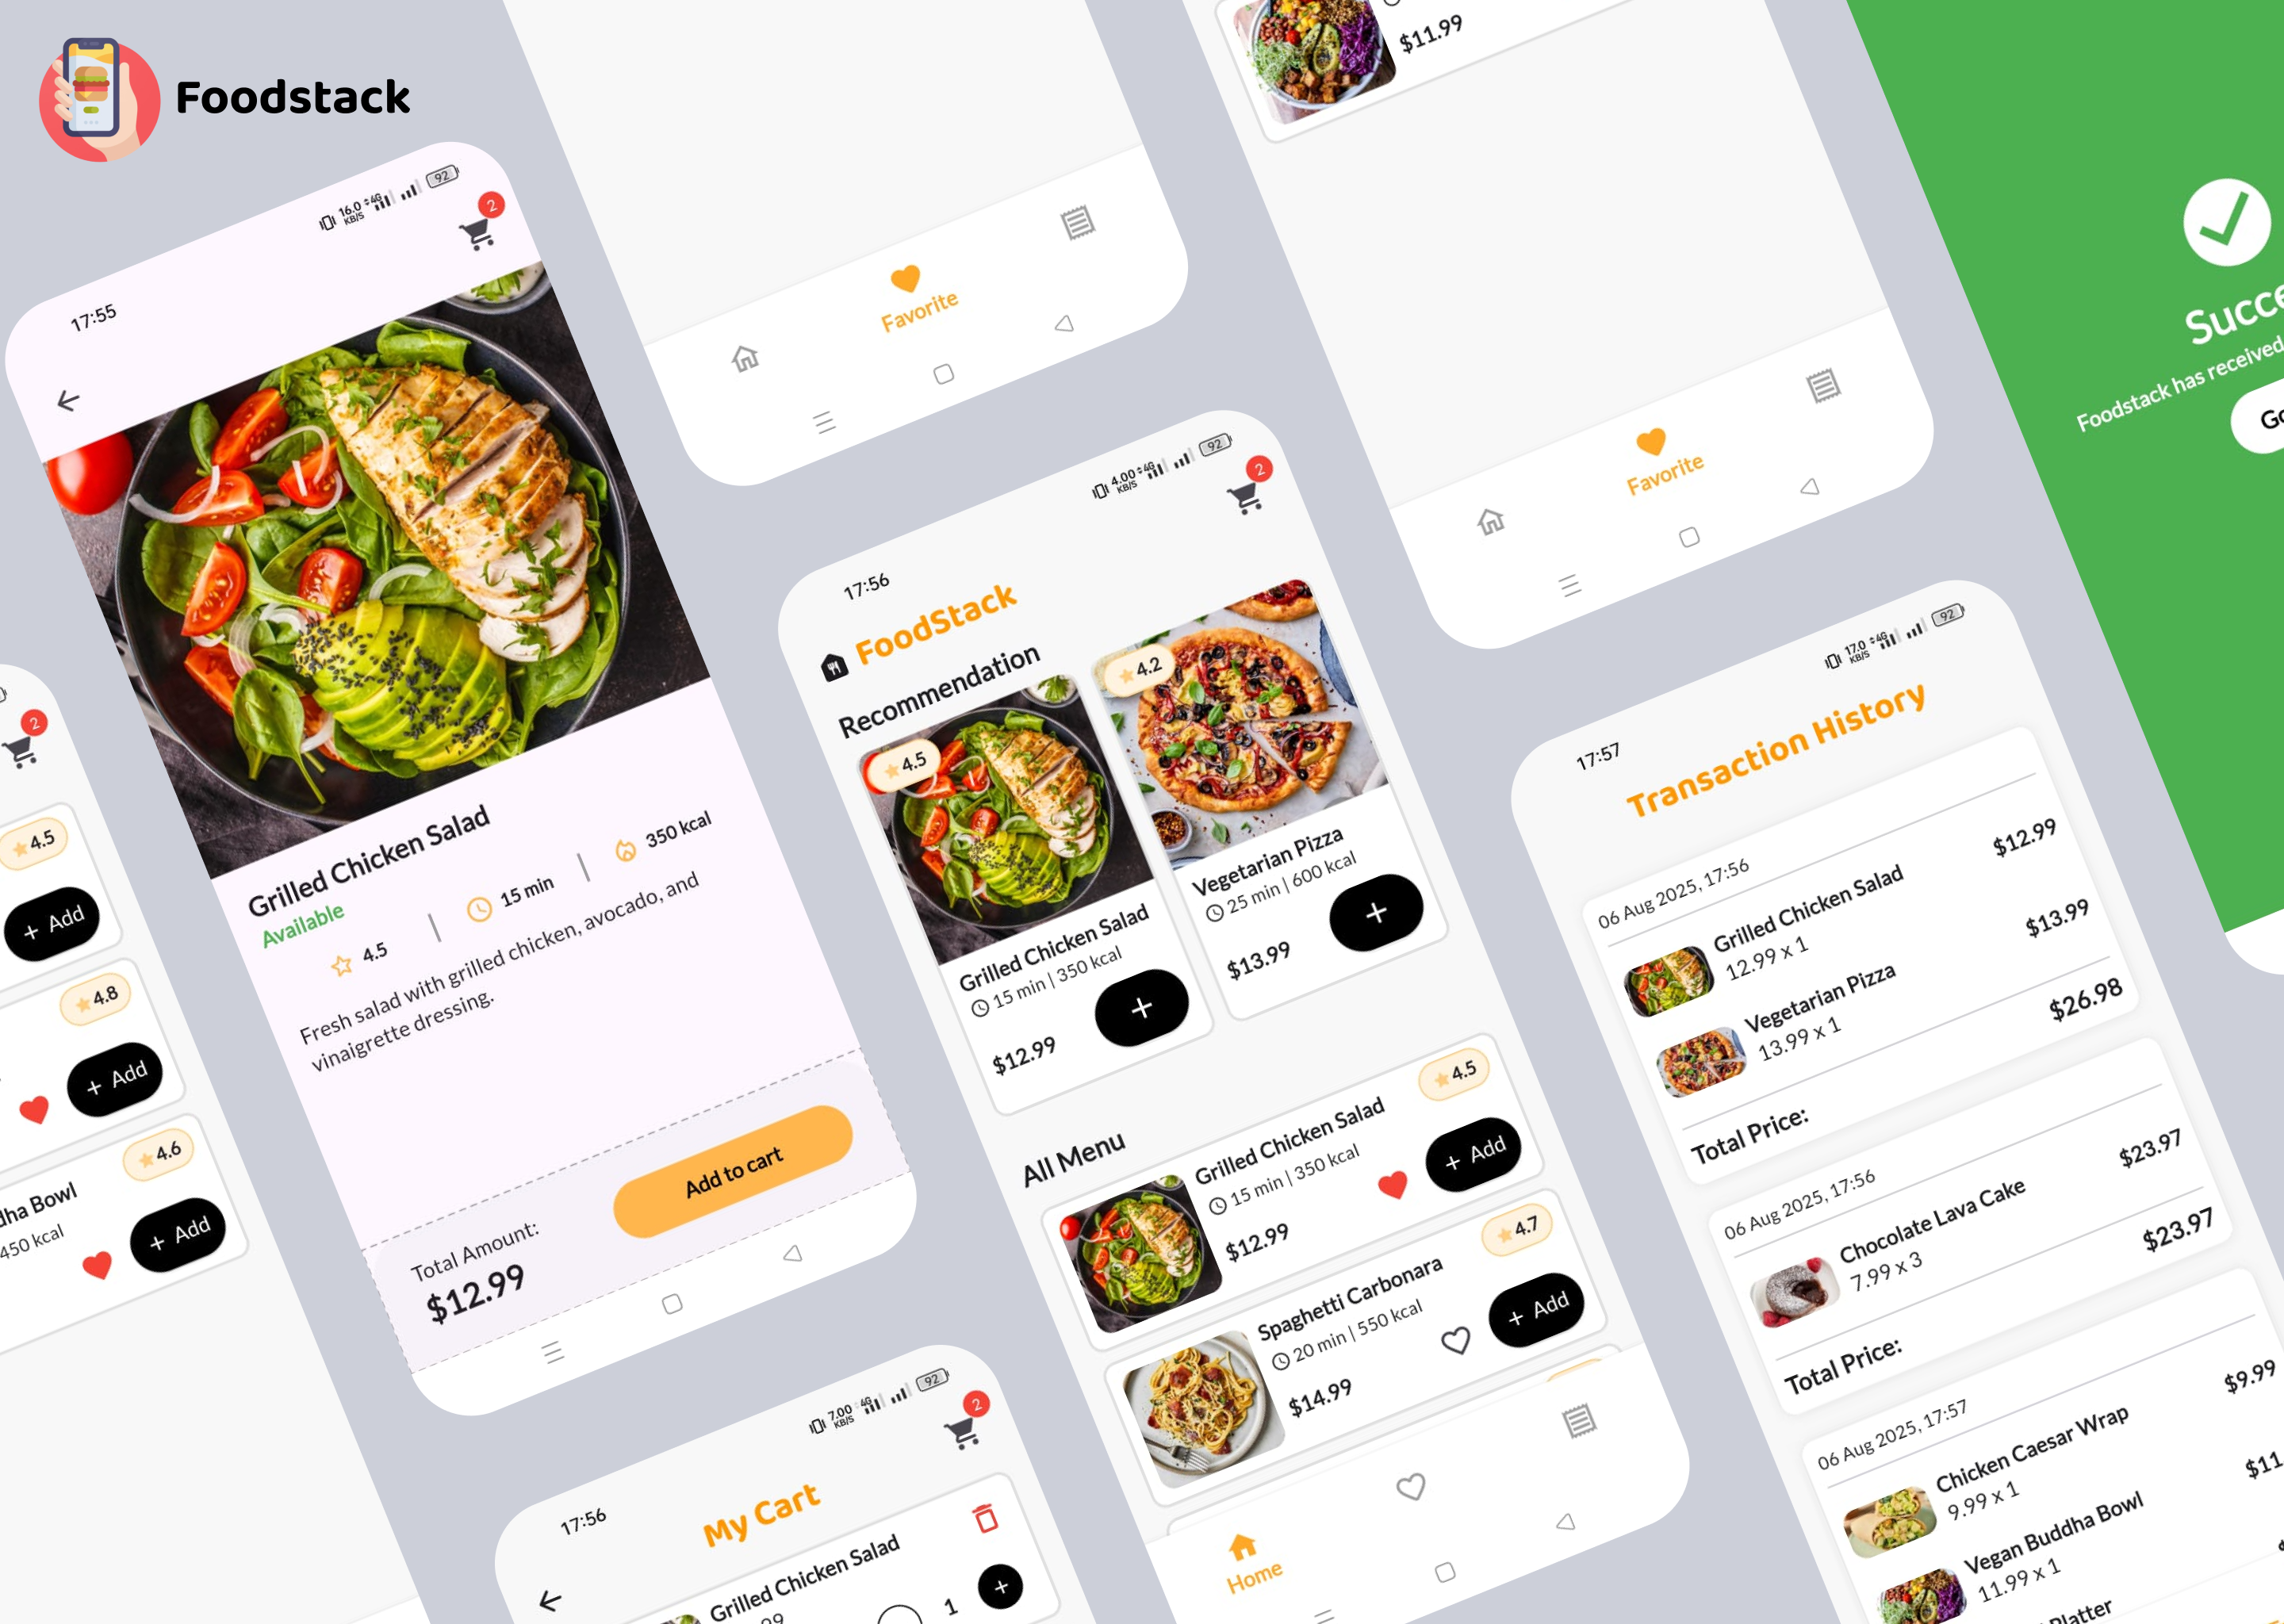 Foodstack
17:55
16.0 KB/S 4G 92
2
Grilled Chicken Salad
Available
4.5
15 min
350 kcal
Fresh salad with grilled chicken, avocado, and
vinaigrette dressing.
Total Amount:
$12.99
Add to cart
2
4.5
+ Add
4.8
+ Add
4.6
Bowl
450 kcal
+ Add
Favorite
17:56
7.00 KB/S 4G 92
2
My Cart
Grilled Chicken Salad
1
17:56
4.00 KB/S 4G 92
2
FoodStack
Recommendation
4.5
Grilled Chicken Salad
15 min | 350 kcal
$12.99
+
4.2
Vegetarian Pizza
25 min | 600 kcal
$13.99
+
All Menu
Grilled Chicken Salad
4.5
15 min | 350 kcal
$12.99
+ Add
Spaghetti Carbonara
4.7
20 min | 550 kcal
$14.99
+ Add
Home
$11.99
Favorite
17:57
17.0 KB/S 4G 92
Transaction History
06 Aug 2025, 17:56
Grilled Chicken Salad
$12.99
12.99 x 1
Vegetarian Pizza
$13.99
13.99 x 1
Total Price:
$26.98
06 Aug 2025, 17:56
Chocolate Lava Cake
$23.97
7.99 x 3
Total Price:
$23.97
06 Aug 2025, 17:57
Chicken Caesar Wrap
$9.99
9.99 x 1
Vegan Buddha Bowl
$11.
11.99 x 1
Platter
Succe
Foodstack has received
Go